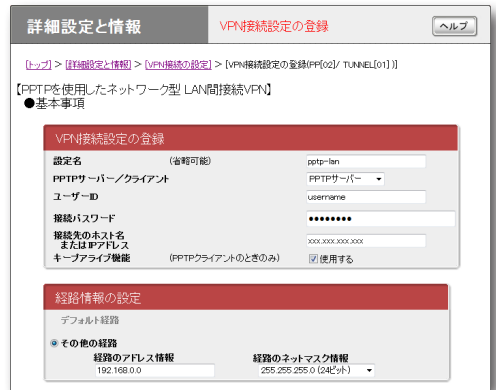 詳細設定と情報 VPN接続設定の登録 ヘルプ
[トップ] > [詳細設定と情報] > [VPN接続の設定] > [VPN接続設定の登録(PP[02]/ TUNNEL[01] )]
【PPTPを使用したネットワーク型 LAN間接続VPN】
●基本事項
VPN接続設定の登録
設定名 (省略可能) pptp-lan
PPTPサーバー／クライアント PPTPサーバー
ユーザーID username
接続パスワード ●●●●●●●●
接続先のホスト名
またはIPアドレス xxx.xxx.xxx.xxx
キープアライブ機能 (PPTPクライアントのときのみ) 使用する
経路情報の設定
デフォルト経路
その他の経路
経路のアドレス情報 経路のネットマスク情報
192.168.0.0 255.255.255.0 (24ビット)